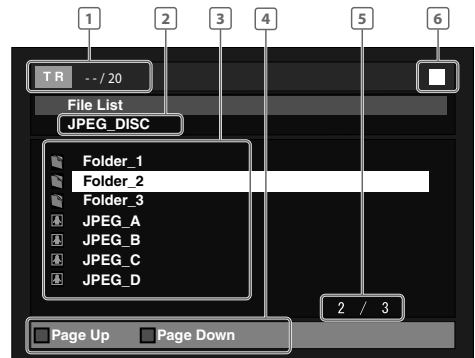 1 2 3 4 5 6
TR --/20
File List
JPEG_DISC
Folder_1
Folder_2
Folder_3
JPEG_A
JPEG_B
JPEG_C
JPEG_D
2 / 3
Page Up Page Down